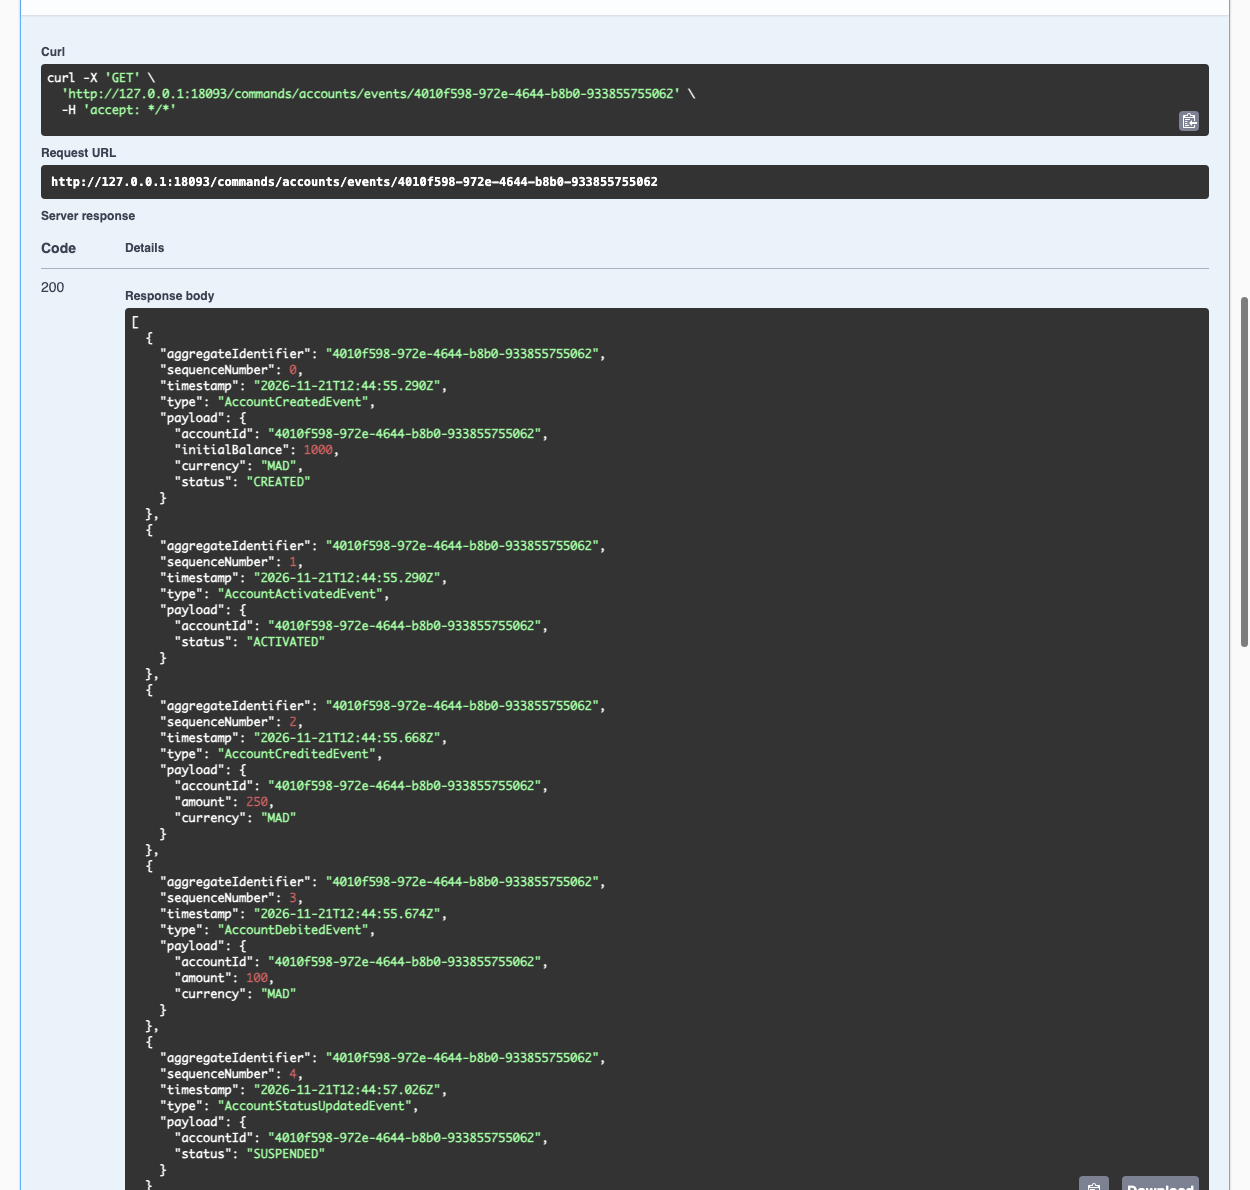 Curl
curl -X 'GET' \
  'http://127.0.0.1:18093/commands/accounts/events/4010f598-972e-4644-b8b0-933855755062' \
  -H 'accept: */*'
Request URL
http://127.0.0.1:18093/commands/accounts/events/4010f598-972e-4644-b8b0-933855755062
Server response
Code Details
200
Response body
[
  {
    "aggregateIdentifier": "4010f598-972e-4644-b8b0-933855755062",
    "sequenceNumber": 0,
    "timestamp": "2026-11-21T12:44:55.290Z",
    "type": "AccountCreatedEvent",
    "payload": {
      "accountId": "4010f598-972e-4644-b8b0-933855755062",
      "initialBalance": 1000,
      "currency": "MAD",
      "status": "CREATED"
    }
  },
  {
    "aggregateIdentifier": "4010f598-972e-4644-b8b0-933855755062",
    "sequenceNumber": 1,
    "timestamp": "2026-11-21T12:44:55.290Z",
    "type": "AccountActivatedEvent",
    "payload": {
      "accountId": "4010f598-972e-4644-b8b0-933855755062",
      "status": "ACTIVATED"
    }
  },
  {
    "aggregateIdentifier": "4010f598-972e-4644-b8b0-933855755062",
    "sequenceNumber": 2,
    "timestamp": "2026-11-21T12:44:55.668Z",
    "type": "AccountCreditedEvent",
    "payload": {
      "accountId": "4010f598-972e-4644-b8b0-933855755062",
      "amount": 250,
      "currency": "MAD"
    }
  },
  {
    "aggregateIdentifier": "4010f598-972e-4644-b8b0-933855755062",
    "sequenceNumber": 3,
    "timestamp": "2026-11-21T12:44:55.674Z",
    "type": "AccountDebitedEvent",
    "payload": {
      "accountId": "4010f598-972e-4644-b8b0-933855755062",
      "amount": 100,
      "currency": "MAD"
    }
  },
  {
    "aggregateIdentifier": "4010f598-972e-4644-b8b0-933855755062",
    "sequenceNumber": 4,
    "timestamp": "2026-11-21T12:44:57.026Z",
    "type": "AccountStatusUpdatedEvent",
    "payload": {
      "accountId": "4010f598-972e-4644-b8b0-933855755062",
      "status": "SUSPENDED"
    }
  }
Download